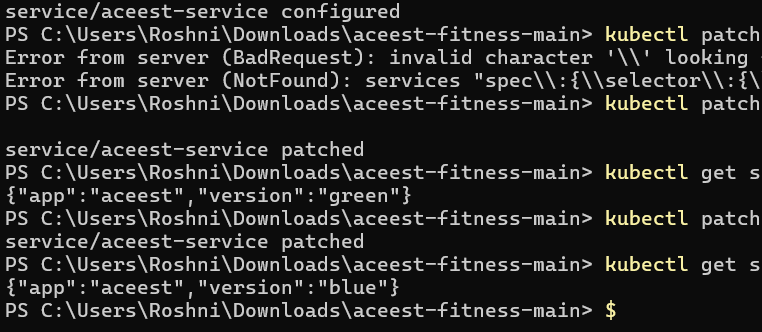 service/aceest-service configured
PS C:\Users\Roshni\Downloads\aceest-fitness-main> kubectl patch
Error from server (BadRequest): invalid character '\\' looking
Error from server (NotFound): services "spec\\:{\\selector\\:{\
PS C:\Users\Roshni\Downloads\aceest-fitness-main> kubectl patch
service/aceest-service patched
PS C:\Users\Roshni\Downloads\aceest-fitness-main> kubectl get s
{"app":"aceest","version":"green"}
PS C:\Users\Roshni\Downloads\aceest-fitness-main> kubectl patch
service/aceest-service patched
PS C:\Users\Roshni\Downloads\aceest-fitness-main> kubectl get s
{"app":"aceest","version":"blue"}
PS C:\Users\Roshni\Downloads\aceest-fitness-main> $